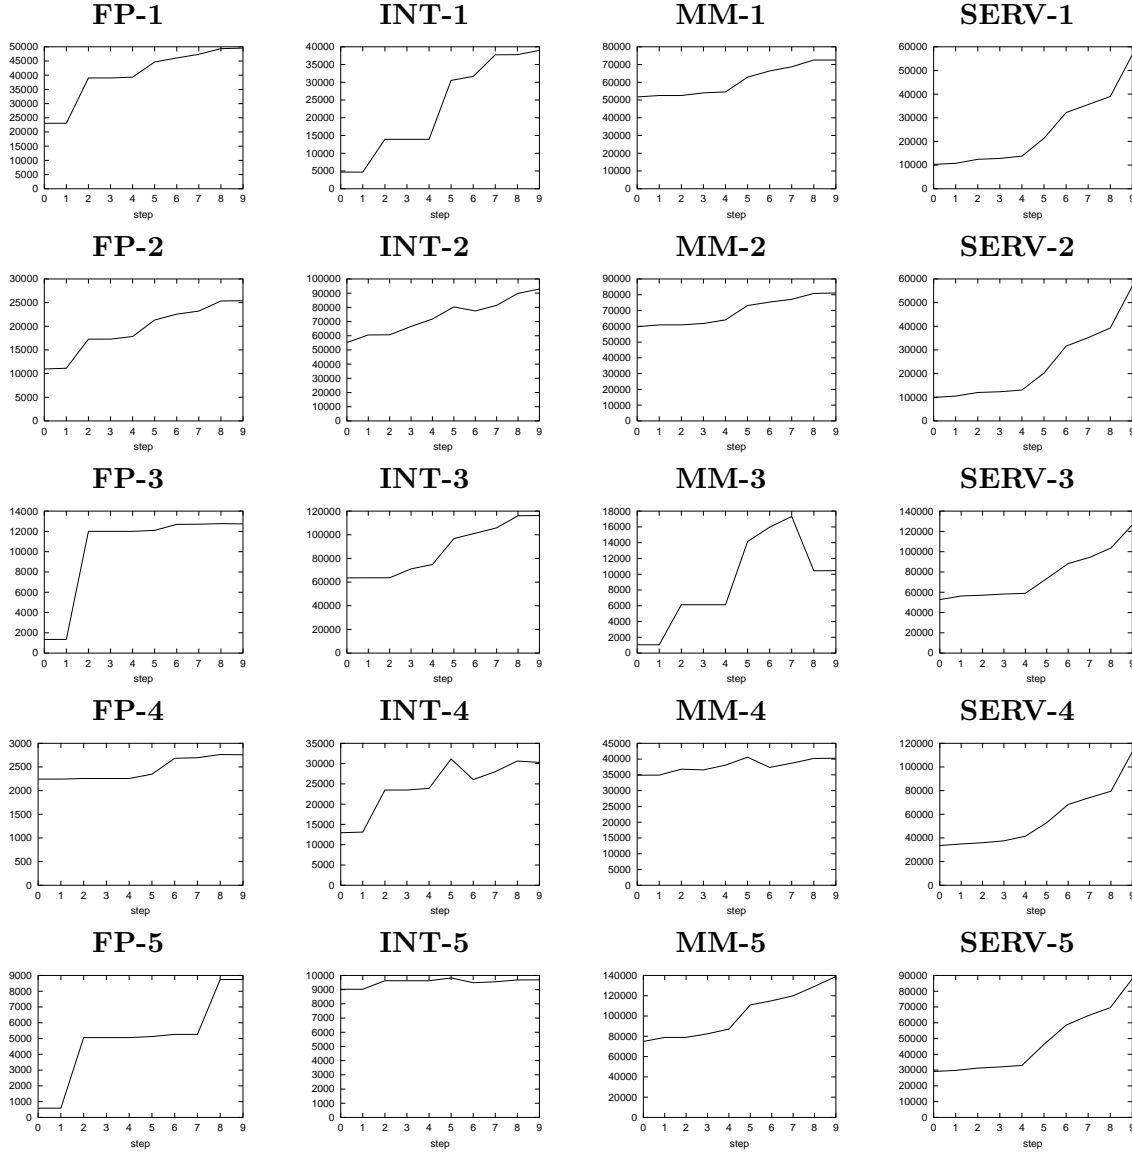 FP-1 INT-1 MM-1 SERV-1
50000 40000 80000 60000
45000 35000 70000 50000
40000 30000 60000 40000
35000 25000 50000 30000
30000 20000 40000 20000
25000 15000 30000 10000
20000 10000 20000 0
15000 5000 10000
10000 0 0
5000
0
0 1 2 3 4 5 6 7 8 9 0 1 2 3 4 5 6 7 8 9 0 1 2 3 4 5 6 7 8 9 0 1 2 3 4 5 6 7 8 9
step step step step
FP-2 INT-2 MM-2 SERV-2
30000 100000 90000 60000
25000 90000 80000 50000
20000 80000 70000 40000
15000 70000 60000 30000
10000 60000 50000 20000
5000 50000 40000 10000
0 40000 30000 0
30000 20000
20000 10000
10000 0
0
0 1 2 3 4 5 6 7 8 9 0 1 2 3 4 5 6 7 8 9 0 1 2 3 4 5 6 7 8 9 0 1 2 3 4 5 6 7 8 9
step step step step
FP-3 INT-3 MM-3 SERV-3
14000 120000 18000 140000
12000 100000 16000 120000
10000 80000 14000 100000
8000 60000 12000 80000
6000 40000 10000 60000
4000 20000 8000 40000
2000 0 6000 20000
0 4000 0
2000
0
0 1 2 3 4 5 6 7 8 9 0 1 2 3 4 5 6 7 8 9 0 1 2 3 4 5 6 7 8 9 0 1 2 3 4 5 6 7 8 9
step step step step
FP-4 INT-4 MM-4 SERV-4
3000 35000 45000 120000
2500 30000 40000 100000
2000 25000 35000 80000
1500 20000 30000 60000
1000 15000 25000 40000
500 10000 20000 20000
0 5000 15000 0
0 10000
5000
0
0 1 2 3 4 5 6 7 8 9 0 1 2 3 4 5 6 7 8 9 0 1 2 3 4 5 6 7 8 9 0 1 2 3 4 5 6 7 8 9
step step step step
FP-5 INT-5 MM-5 SERV-5
9000 10000 140000 90000
8000 9000 120000 80000
7000 8000 100000 70000
6000 7000 80000 60000
5000 6000 60000 50000
4000 5000 40000 40000
3000 4000 20000 30000
2000 3000 0 20000
1000 2000 10000
0 1000 0
0
0 1 2 3 4 5 6 7 8 9 0 1 2 3 4 5 6 7 8 9 0 1 2 3 4 5 6 7 8 9 0 1 2 3 4 5 6 7 8 9
step step step step